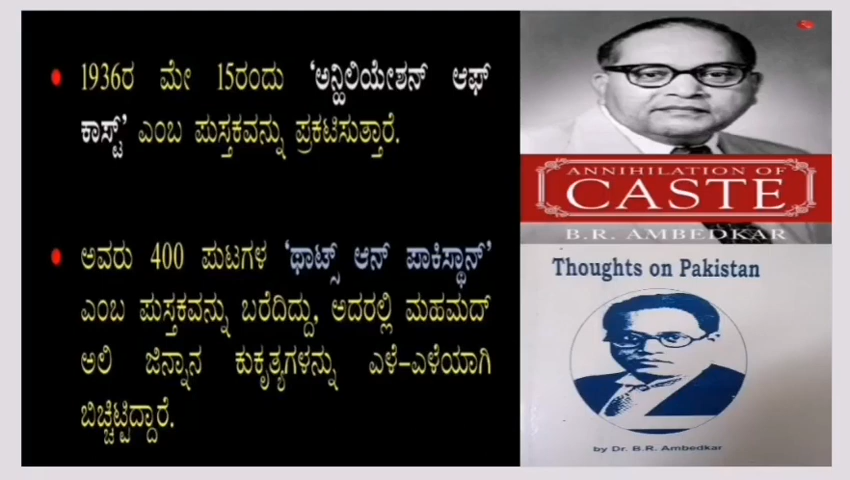 • 1936ರ ಮೇ 15ರಂದು ‘ಅನ್ಹಿಲಿಯೇಶನ್ ಆಫ್
ಕಾಸ್ಟ್’ ಎಂಬ ಪುಸ್ತಕವನ್ನು ಪ್ರಕಟಿಸುತ್ತಾರೆ.
• ಅವರು 400 ಪುಟಗಳ ‘ಥಾಟ್ಸ್ ಆನ್ ಪಾಕಿಸ್ಥಾನ್’
ಎಂಬ ಪುಸ್ತಕವನ್ನು ಬರೆದಿದ್ದು, ಅದರಲ್ಲಿ ಮಹಮದ್
ಅಲಿ ಜಿನ್ನಾನ ಕುಕೃತ್ಯಗಳನ್ನು ಎಳೆ-ಎಳೆಯಾಗಿ
ಬಿಚ್ಚಿಟ್ಟಿದ್ದಾರೆ.
ANNIHILATION OF
CASTE
B.R. AMBEDKAR
Thoughts on Pakistan
by Dr. B.R. Ambedkar